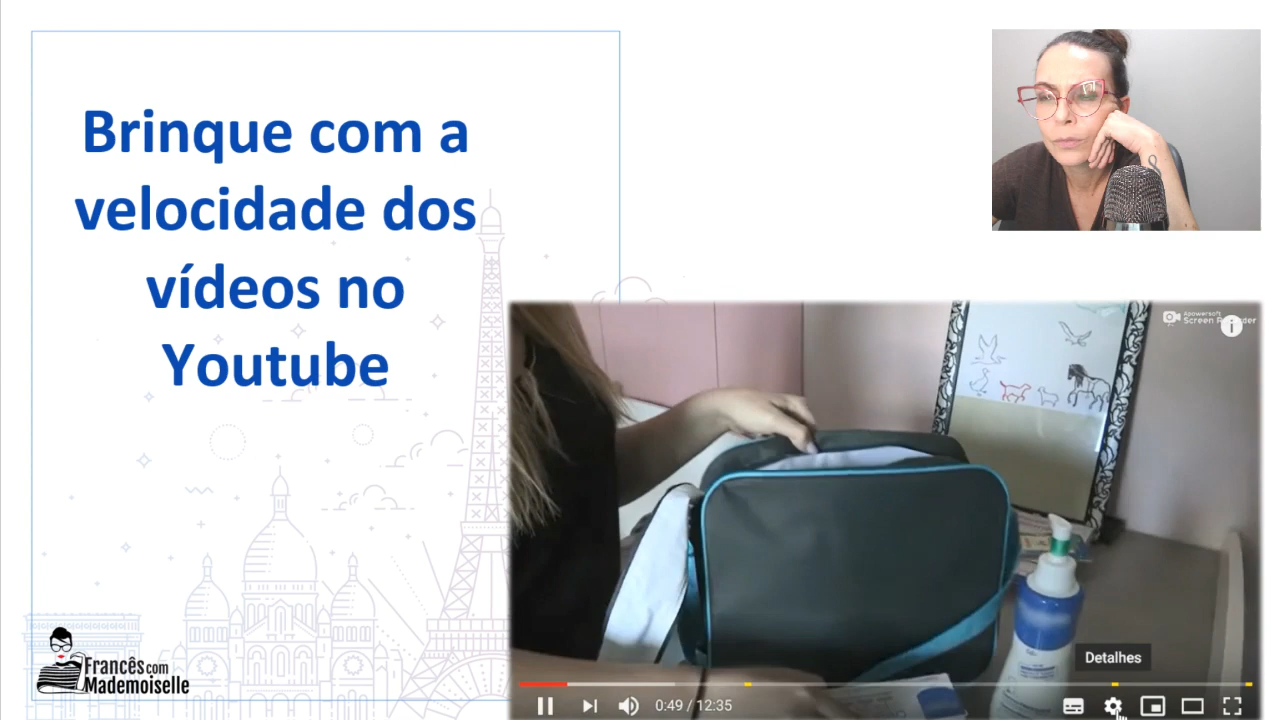 Brinque com a
velocidade dos
vídeos no
Youtube
Apowersoft
Screen Recorder
i
Detalhes
0:49 / 12:35
Francês com
Mademoiselle